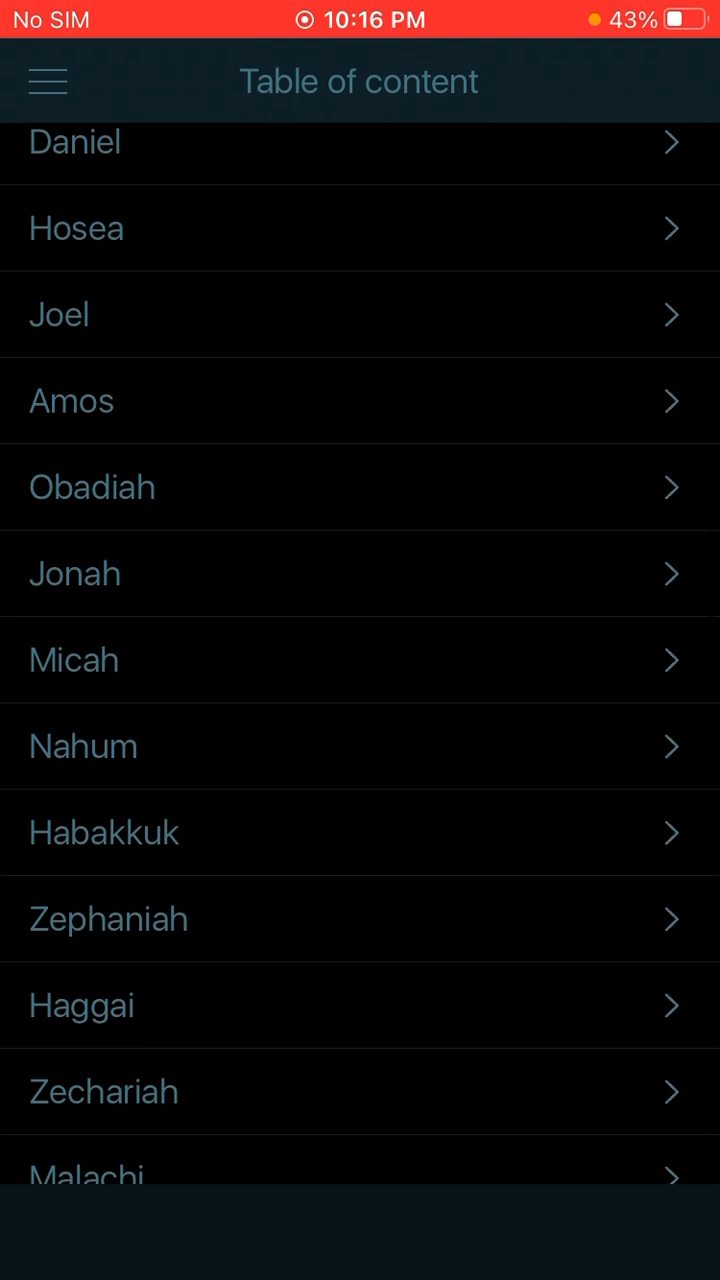 No SIM 10:16 PM 43%
Table of content
Daniel
Hosea
Joel
Amos
Obadiah
Jonah
Micah
Nahum
Habakkuk
Zephaniah
Haggai
Zechariah
Malachi